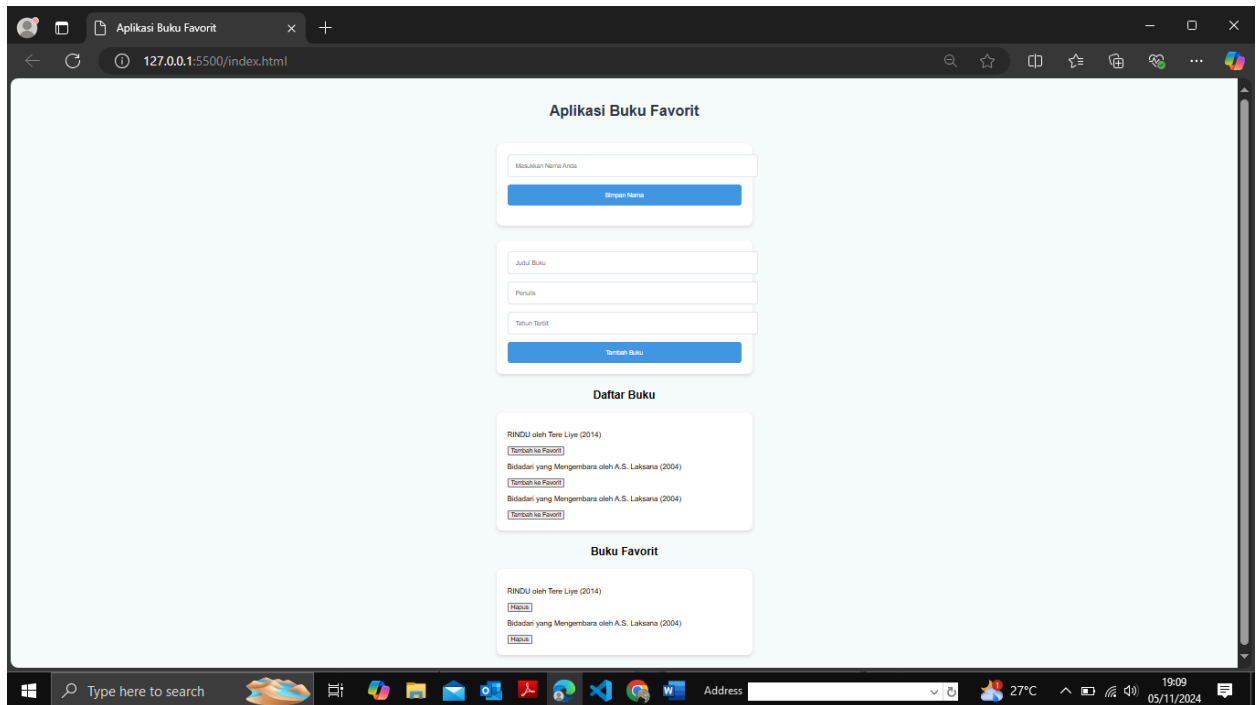 Aplikasi Buku Favorit
127.0.0.1:5500/index.html
Aplikasi Buku Favorit
Masukkan Nama Anda
Simpan Nama
Judul Buku
Penulis
Tahun Terbit
Tambah Buku
Daftar Buku
RINDU oleh Tere Liye (2014)
Tambah ke Favorit
Bidadari yang Mengembara oleh A.S. Laksana (2004)
Tambah ke Favorit
Bidadari yang Mengembara oleh A.S. Laksana (2004)
Tambah ke Favorit
Buku Favorit
RINDU oleh Tere Liye (2014)
Hapus
Bidadari yang Mengembara oleh A.S. Laksana (2004)
Hapus
Type here to search
Address
27°C
19:09
05/11/2024